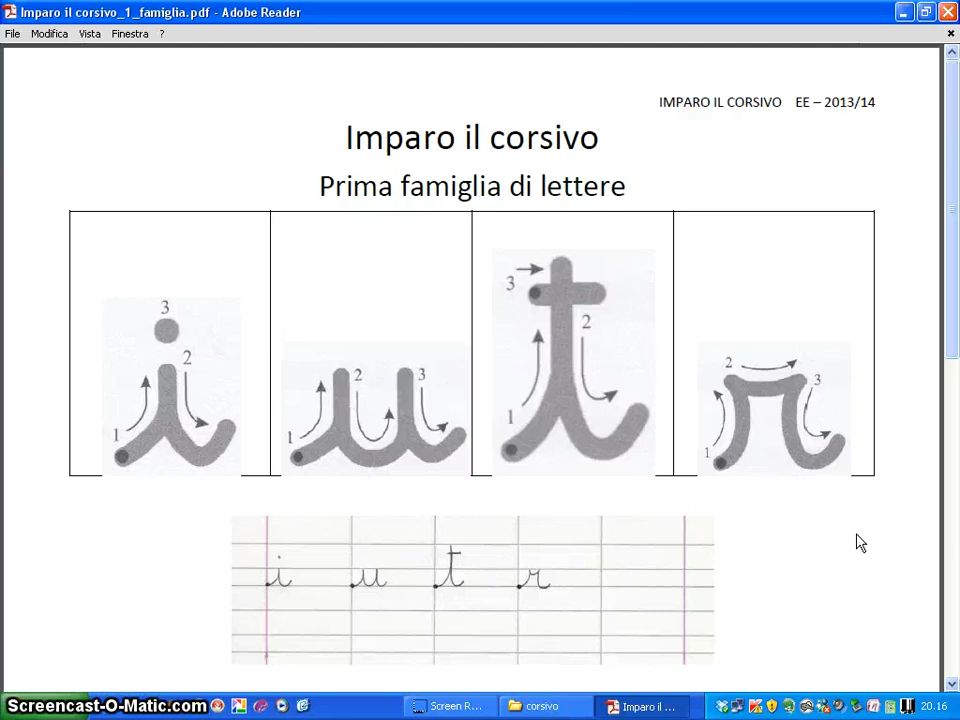 Imparo il corsivo_1_famiglia.pdf - Adobe Reader
File Modifica Vista Finestra ?
IMPARO IL CORSIVO EE – 2013/14
Imparo il corsivo
Prima famiglia di lettere
3
2
1
i
1
2
3
u
3
2
1
t
2
3
1
r
i u t r
Screencast-O-Matic.com
Screen R...
corsivo
Imparo il ...
20.16